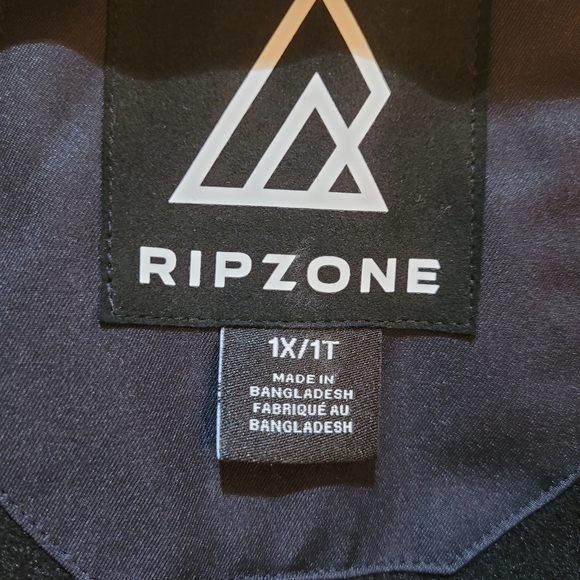 RIPZONE
1X/1T
MADE IN
BANGLADESH
FABRIQUÉ AU
BANGLADESH